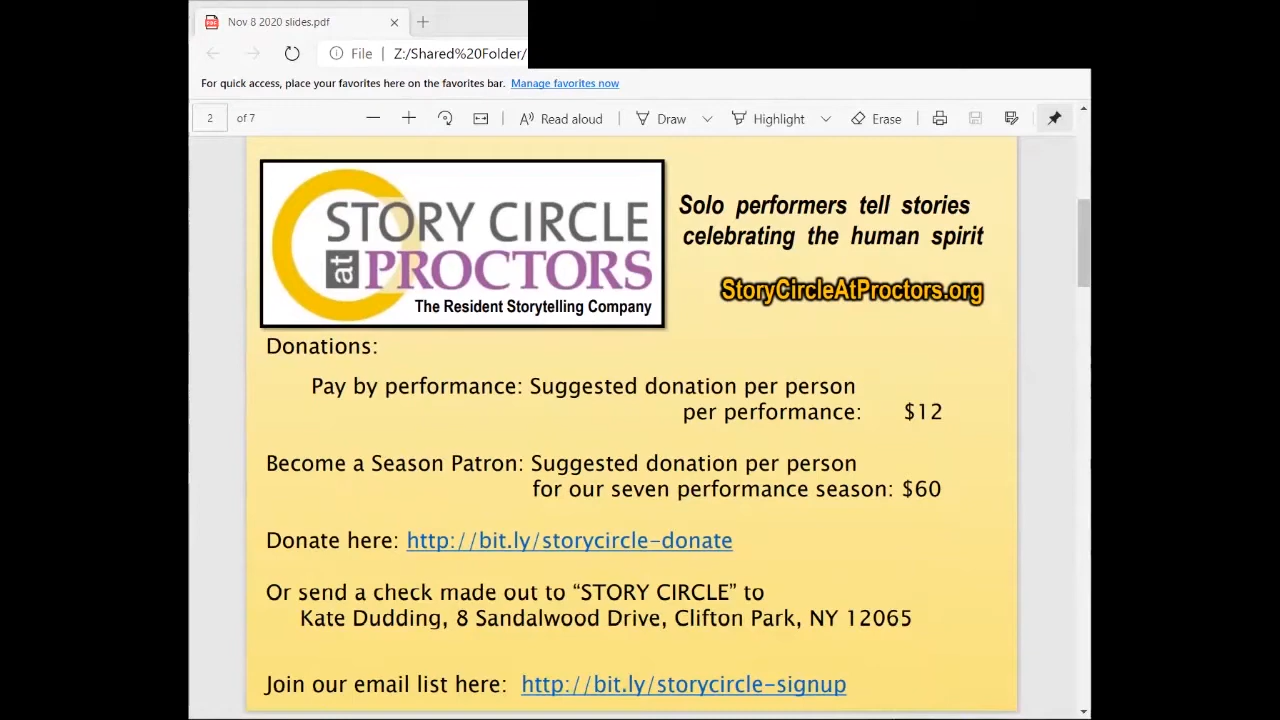 Nov 8 2020 slides.pdf
File | Z:/Shared%20Folder/
For quick access, place your favorites here on the favorites bar. Manage favorites now
2 of 7 Read aloud Draw Highlight Erase
STORY CIRCLE
at PROCTORS
The Resident Storytelling Company
Solo performers tell stories
celebrating the human spirit
StoryCircleAtProctors.org
Donations:
Pay by performance: Suggested donation per person
per performance: $12
Become a Season Patron: Suggested donation per person
for our seven performance season: $60
Donate here: http://bit.ly/storycircle-donate
Or send a check made out to “STORY CIRCLE” to
Kate Dudding, 8 Sandalwood Drive, Clifton Park, NY 12065
Join our email list here: http://bit.ly/storycircle-signup